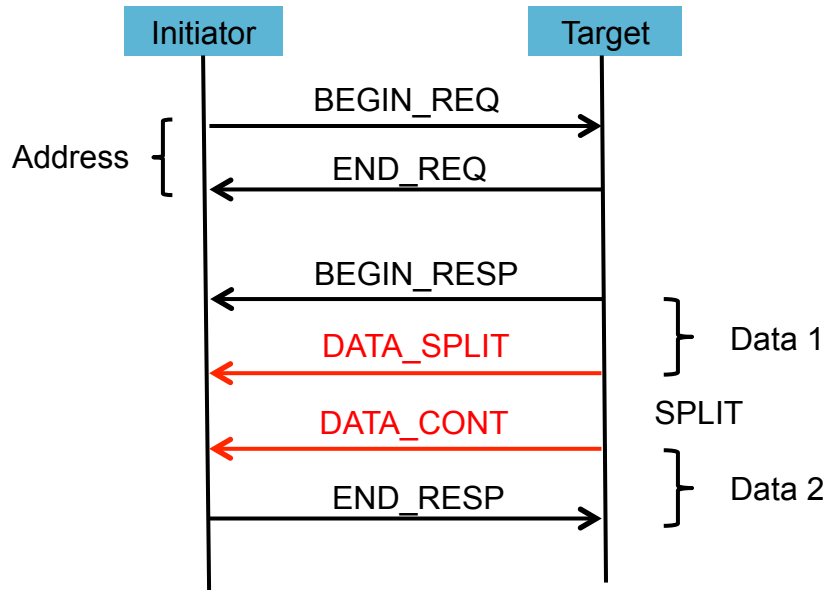 Initiator
Target
BEGIN_REQ
Address
END_REQ
BEGIN_RESP
DATA_SPLIT
Data 1
DATA_CONT
SPLIT
END_RESP
Data 2